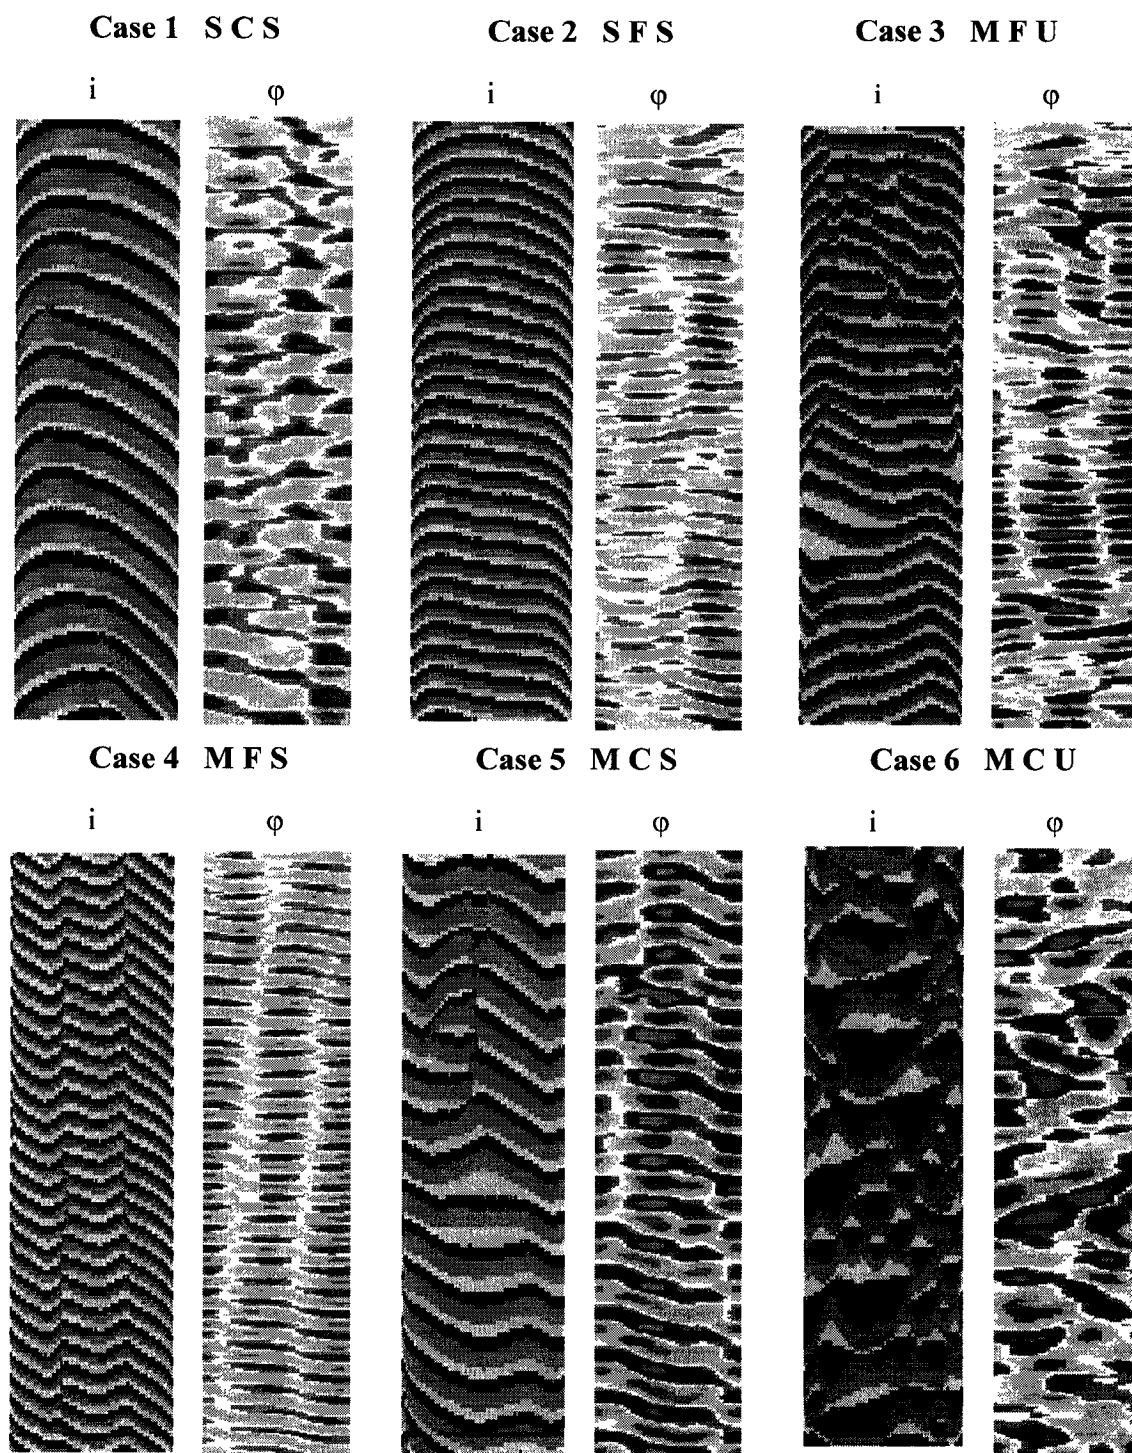 Case 1 S C S
Case 2 S F S
Case 3 M F U
i φ
i φ
i φ
Case 4 M F S
Case 5 M C S
Case 6 M C U
i φ
i φ
i φ